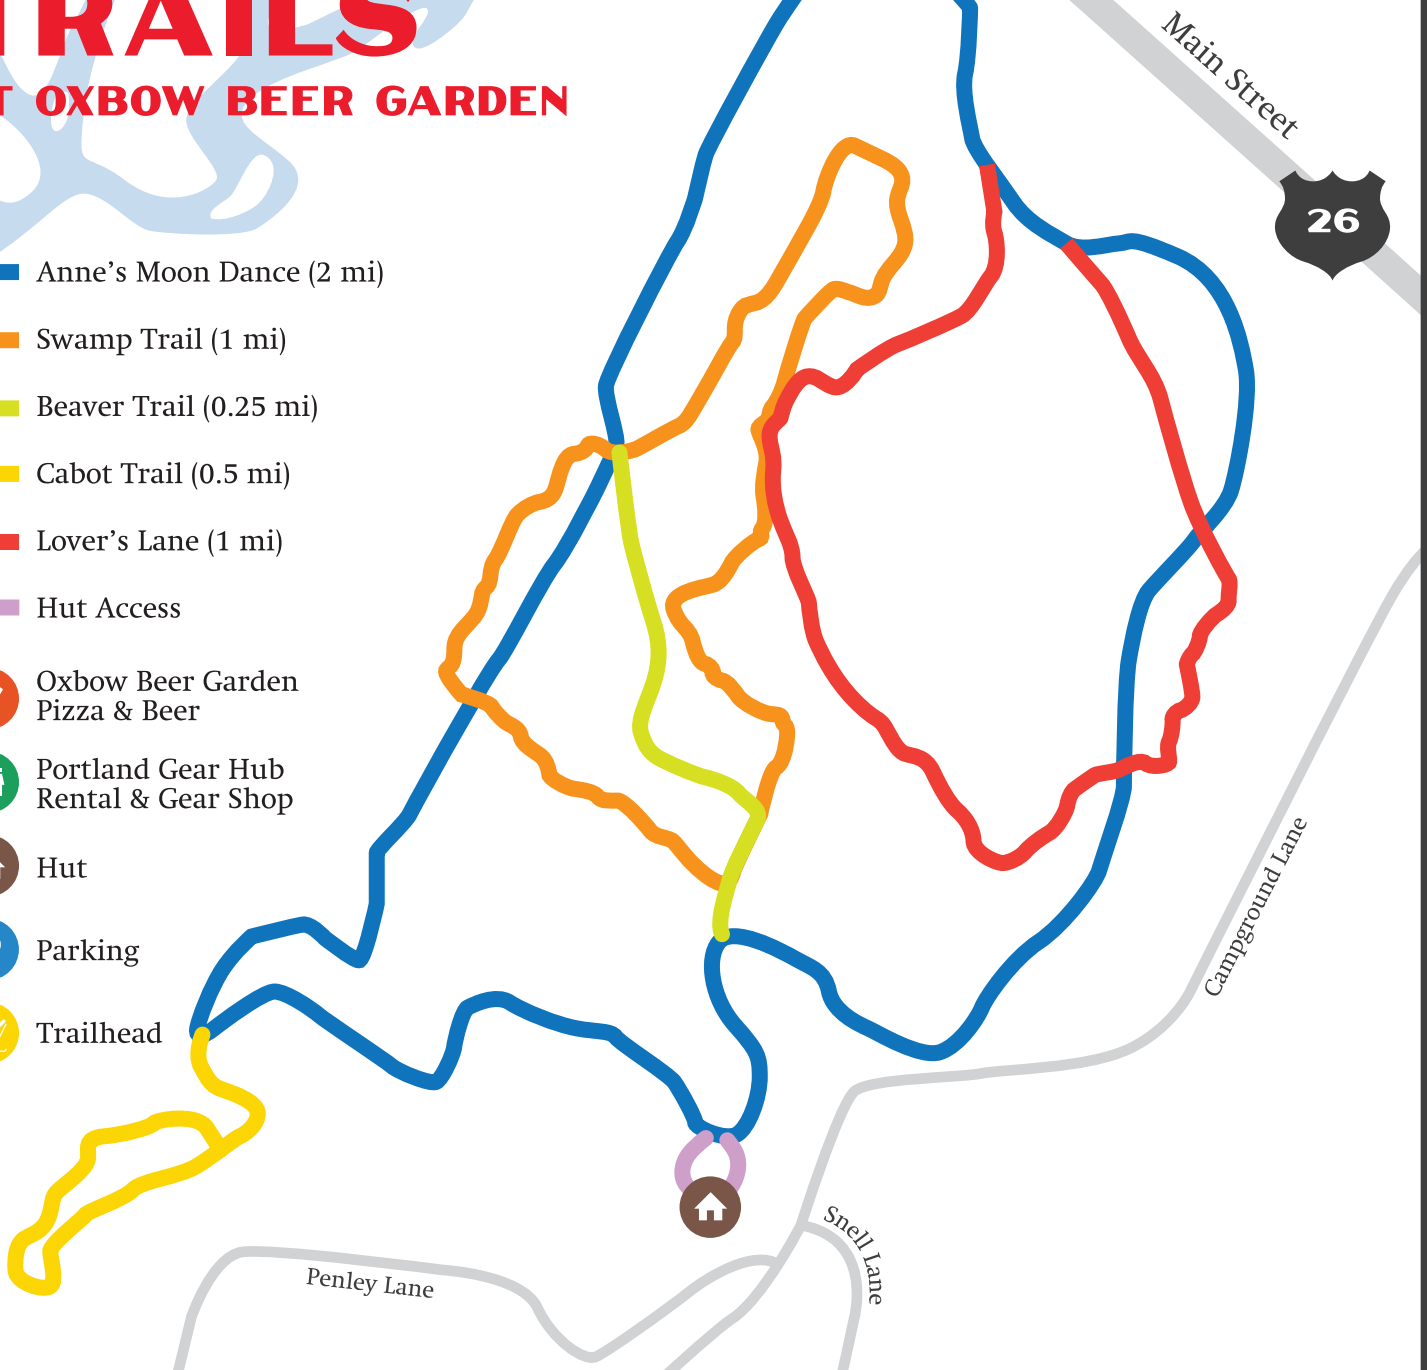 TRAILS
T OXBOW BEER GARDEN
Main Street
26
Anne’s Moon Dance (2 mi)
Swamp Trail (1 mi)
Beaver Trail (0.25 mi)
Cabot Trail (0.5 mi)
Lover’s Lane (1 mi)
Hut Access
Oxbow Beer Garden
Pizza & Beer
Portland Gear Hub
Rental & Gear Shop
Hut
Parking
Trailhead
Campground Lane
Snell Lane
Penley Lane